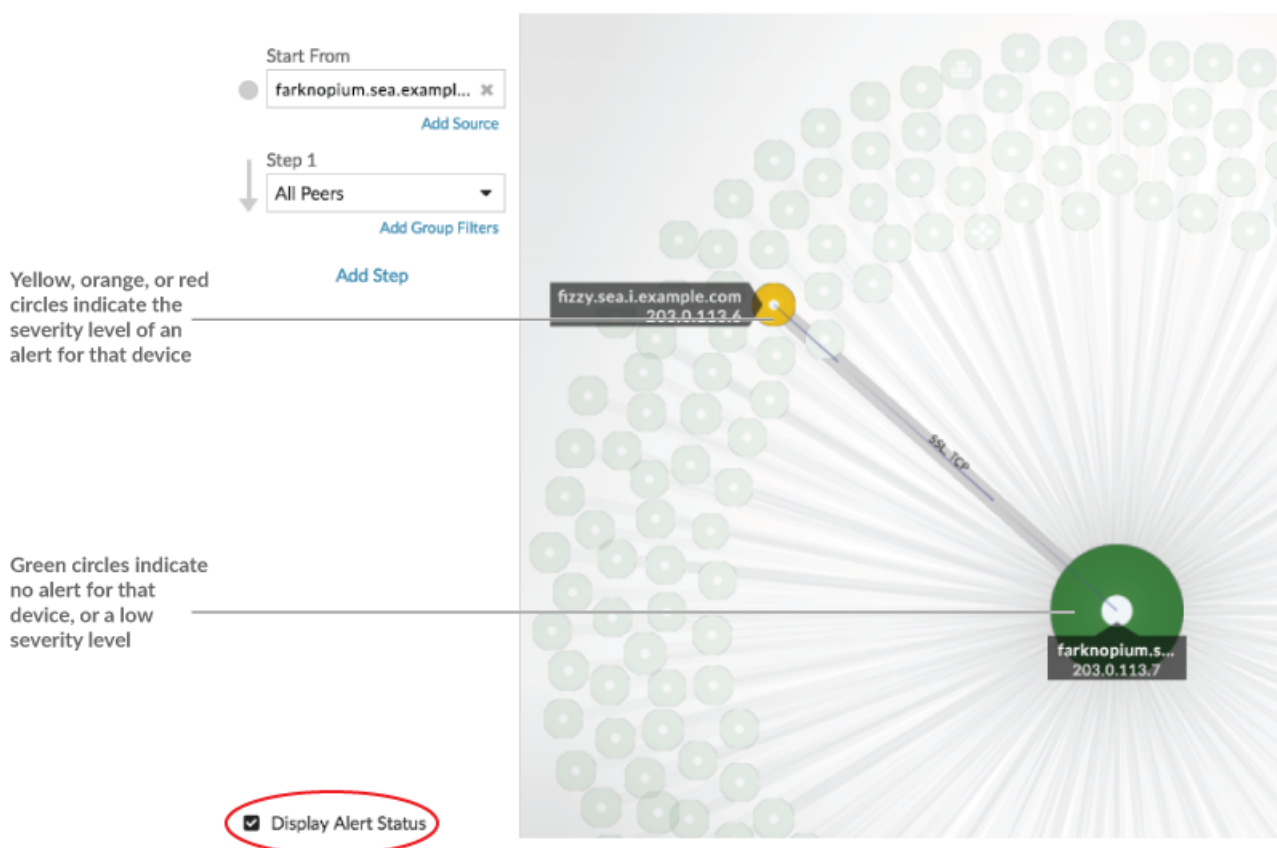 Start From
farknopium.sea.exampl... ✖
Add Source
Step 1
All Peers
Add Group Filters
Add Step
Yellow, orange, or red
circles indicate the
severity level of an
alert for that device
fizzy.sea.i.example.com
203.0.113.6
SSL, TCP
Green circles indicate
no alert for that
device, or a low
severity level
farknopium.s...
203.0.113.7
Display Alert Status